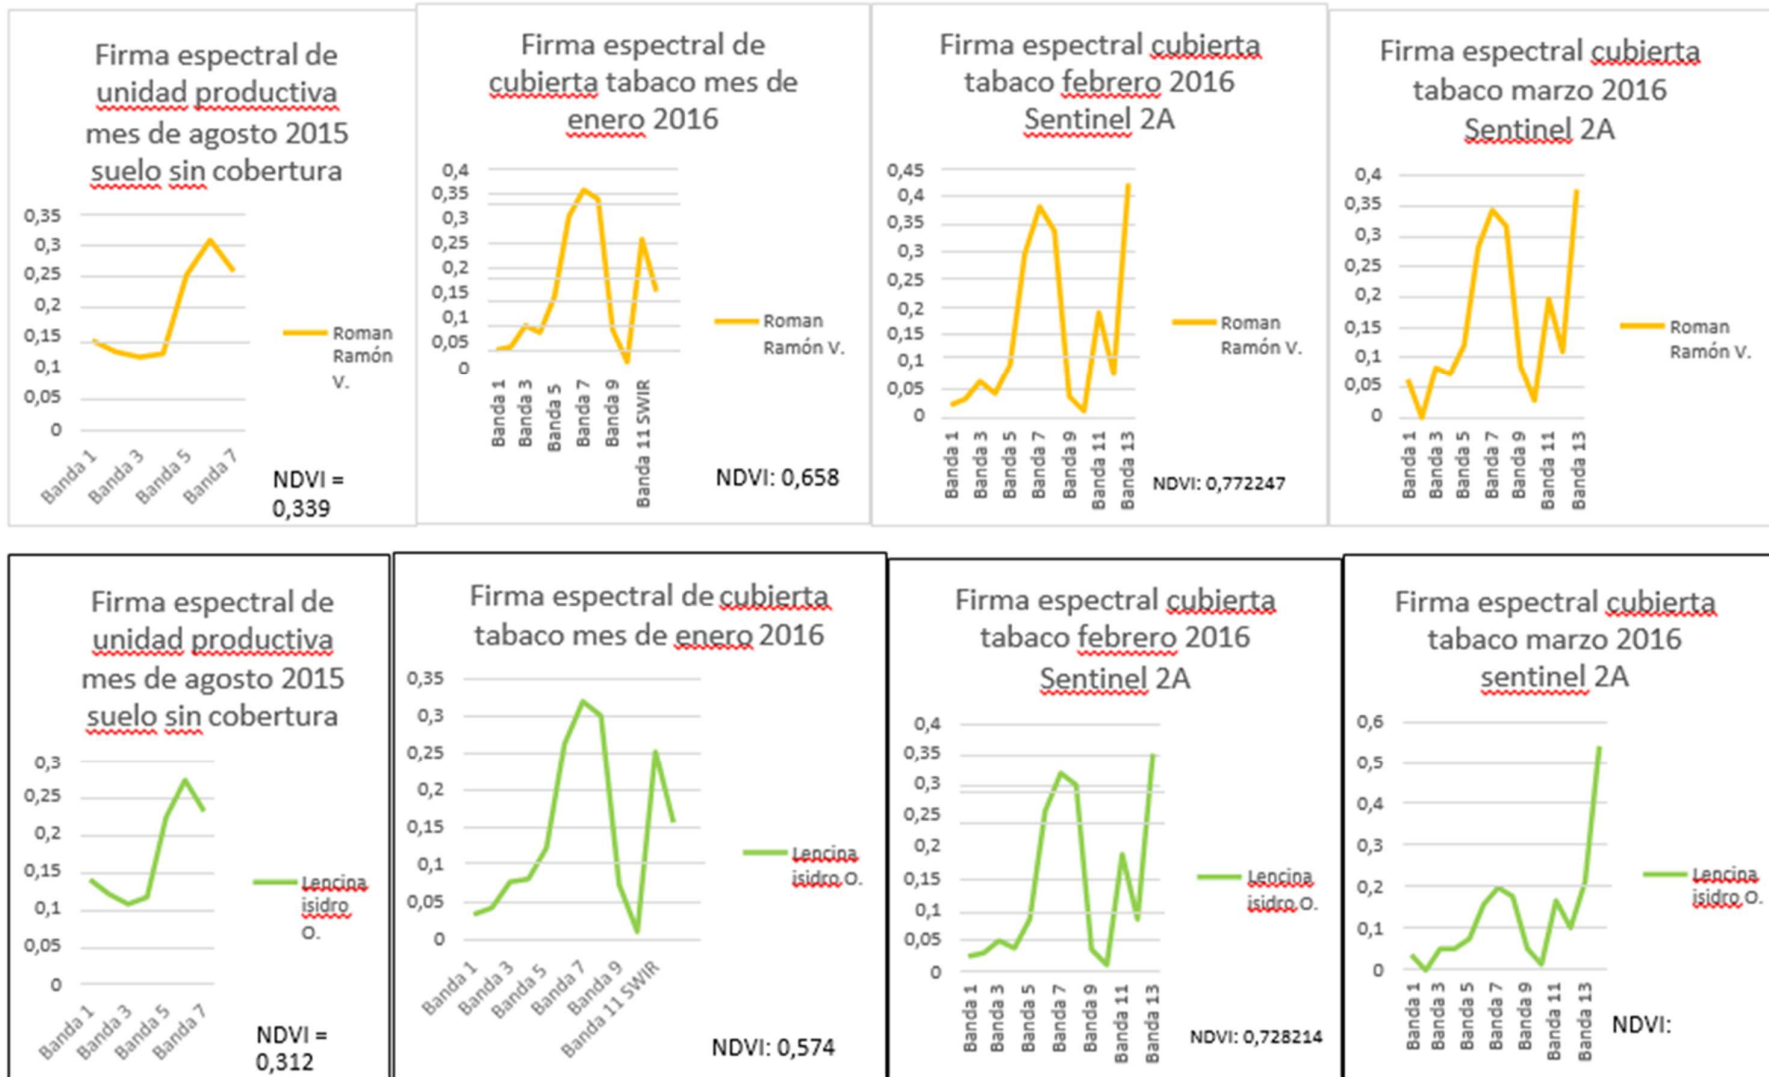 Firma espectral de
unidad productiva
mes de agosto 2015
suelo sin cobertura
0,35
0,3
0,25
0,2
0,15
0,1
0,05
0
Banda 1
Banda 3
Banda 5
Banda 7
Roman
Ramón
V.
NDVI =
0,339
Firma espectral de
cubierta tabaco mes de
enero 2016
0,4
0,35
0,3
0,25
0,2
0,15
0,1
0,05
0
Banda 1
Banda 3
Banda 5
Banda 7
Banda 9
Banda 11 SWIR
Roman
Ramón V.
NDVI: 0,658
Firma espectral cubierta
tabaco febrero 2016
Sentinel 2A
0,45
0,4
0,35
0,3
0,25
0,2
0,15
0,1
0,05
0
Banda 1
Banda 3
Banda 5
Banda 7
Banda 9
Banda 11
Banda 13
Roman
Ramón V.
NDVI: 0,772247
Firma espectral cubierta
tabaco marzo 2016
Sentinel 2A
0,4
0,35
0,3
0,25
0,2
0,15
0,1
0,05
0
Banda 1
Banda 3
Banda 5
Banda 7
Banda 9
Banda 11
Banda 13
Roman
Ramón V.
Firma espectral de
unidad productiva
mes de agosto 2015
suelo sin cobertura
0,3
0,25
0,2
0,15
0,1
0,05
0
Banda 1
Banda 3
Banda 5
Banda 7
Lencina
isidro
O.
NDVI =
0,312
Firma espectral de cubierta
tabaco mes de enero 2016
0,35
0,3
0,25
0,2
0,15
0,1
0,05
0
Banda 1
Banda 3
Banda 5
Banda 7
Banda 9
Banda 11 SWIR
Lencina
isidro O.
NDVI: 0,574
Firma espectral cubierta
tabaco febrero 2016
Sentinel 2A
0,4
0,35
0,3
0,25
0,2
0,15
0,1
0,05
0
Banda 1
Banda 3
Banda 5
Banda 7
Banda 9
Banda 11
Banda 13
Lencina
isidro O.
NDVI: 0,728214
Firma espectral cubierta
tabaco marzo 2016
sentinel 2A
0,6
0,5
0,4
0,3
0,2
0,1
0
Banda 1
Banda 3
Banda 5
Banda 7
Banda 9
Banda 11
Banda 13
Lencina
isidro O.
NDVI: